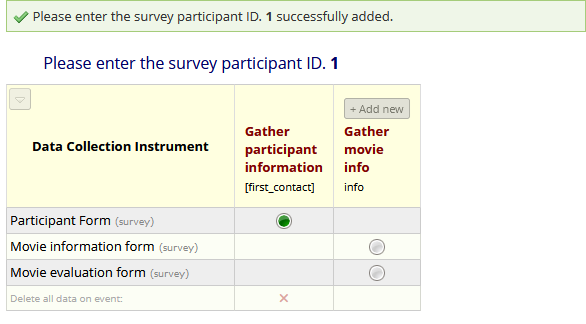 Please enter the survey participant ID. 1 successfully added.
Please enter the survey participant ID. 1
+ Add new
Data Collection Instrument
Gather
participant
information
[first_contact]
Gather
movie
info
info
Participant Form (survey)
Movie information form (survey)
Movie evaluation form (survey)
Delete all data on event: